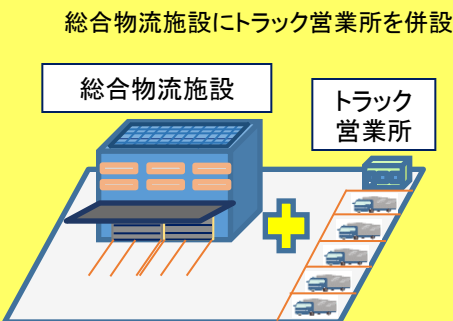 総合物流施設にトラック営業所を併設
総合物流施設
トラック
営業所